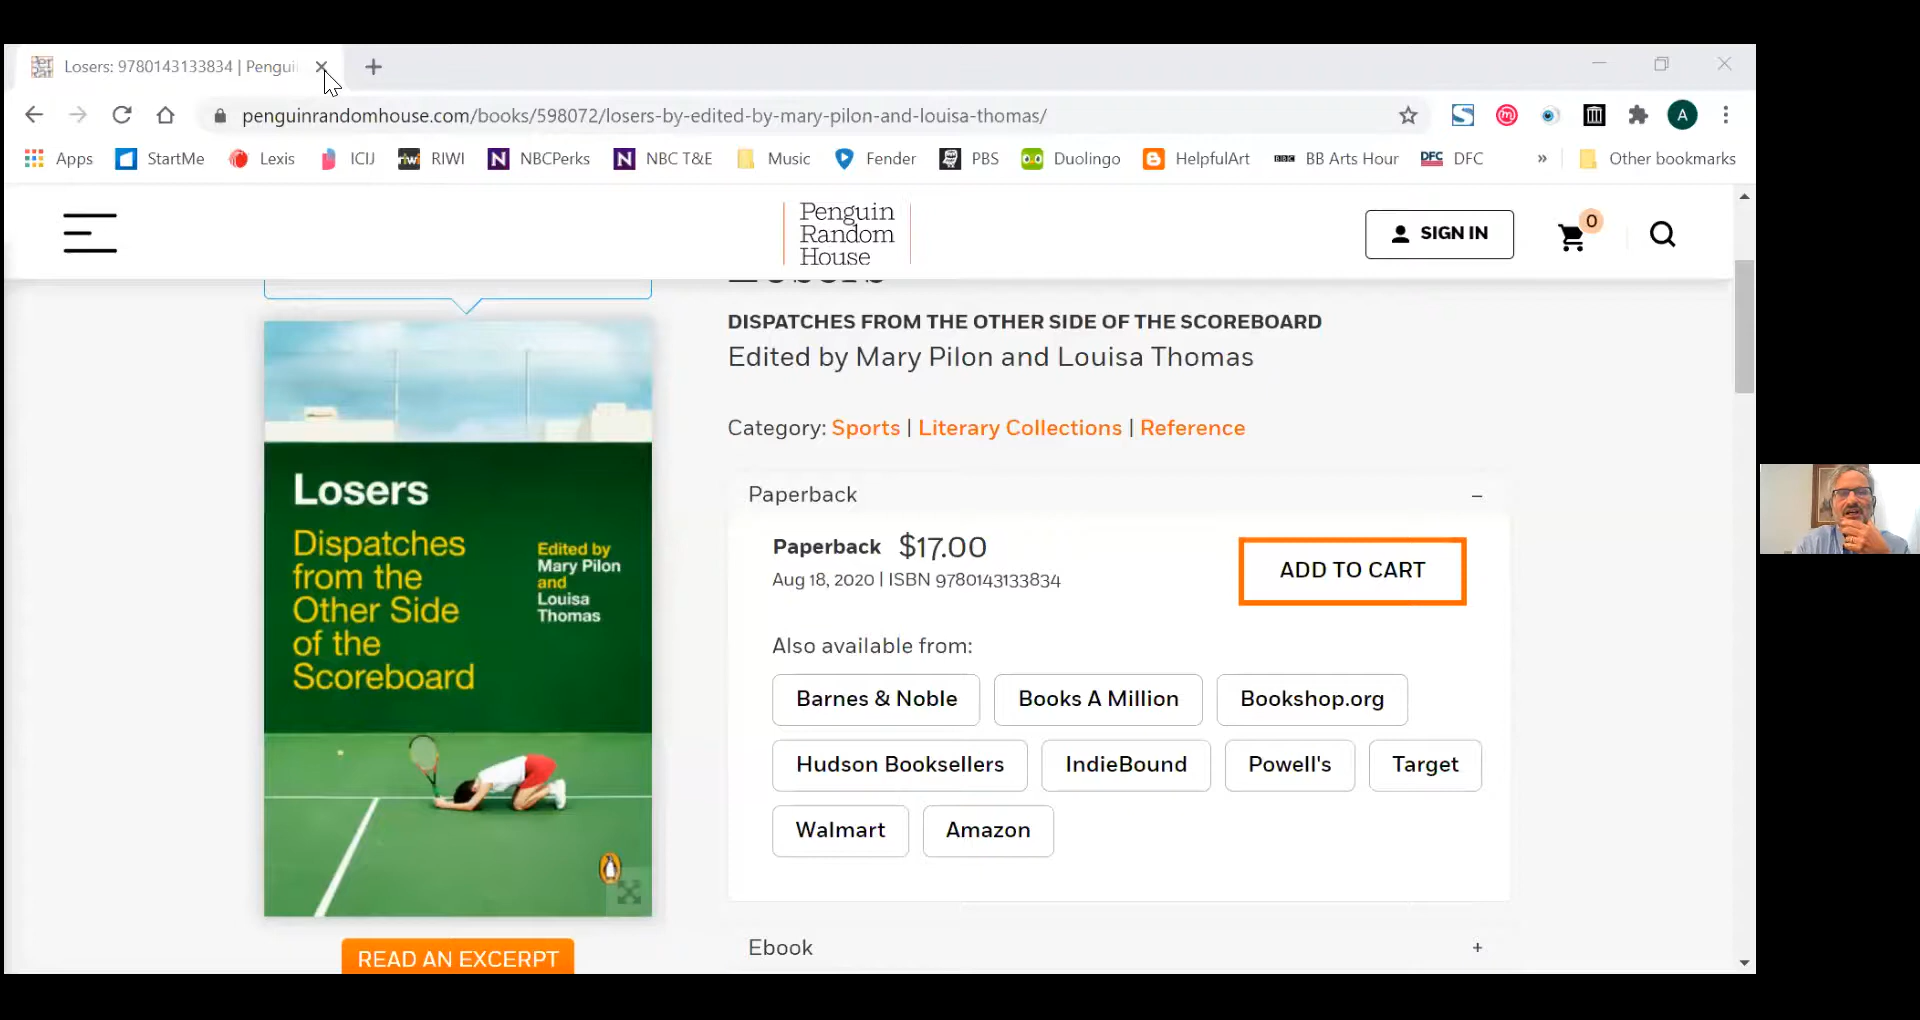 Losers: 9780143133834 | Pengui
penguinrandomhouse.com/books/598072/losers-by-edited-by-mary-pilon-and-louisa-thomas/
A
Apps StartMe Lexis ICIJ RIWI NBCPerks NBC T&E Music Fender PBS Duolingo HelpfulArt BB Arts Hour DFC DFC » Other bookmarks
Penguin
Random
House
SIGN IN
0
Losers
DISPATCHES FROM THE OTHER SIDE OF THE SCOREBOARD
Edited by Mary Pilon and Louisa Thomas
Category: Sports | Literary Collections | Reference
Losers
Dispatches
from the
Other Side
of the
Scoreboard
Edited by
Mary Pilon
and
Louisa
Thomas
READ AN EXCERPT
Paperback
Paperback $17.00
Aug 18, 2020 | ISBN 9780143133834
ADD TO CART
Also available from:
Barnes & Noble Books A Million Bookshop.org
Hudson Booksellers IndieBound Powell's Target
Walmart Amazon
Ebook +